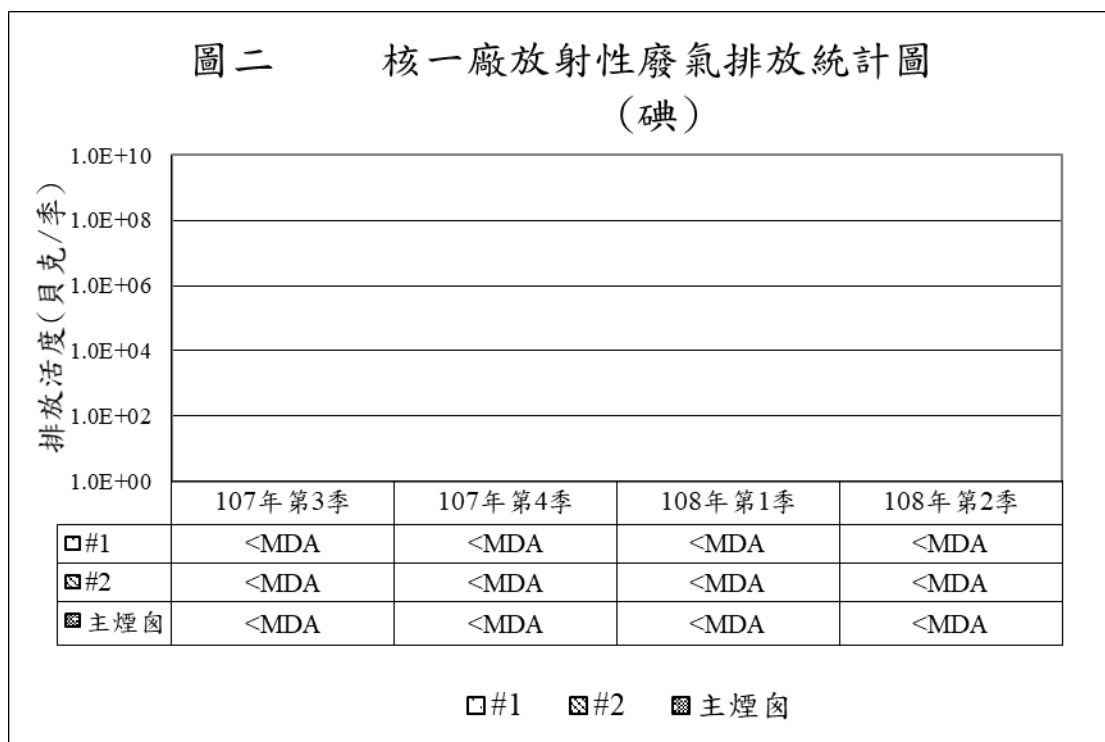 圖二 核一廠放射性廢氣排放統計圖
(碘)
排放活度(貝克/季)
1.0E+10
1.0E+08
1.0E+06
1.0E+04
1.0E+02
1.0E+00
107年第3季 107年第4季 108年第1季 108年第2季
#1 <MDA <MDA <MDA <MDA
#2 <MDA <MDA <MDA <MDA
主煙囪 <MDA <MDA <MDA <MDA
#1 #2 主煙囪